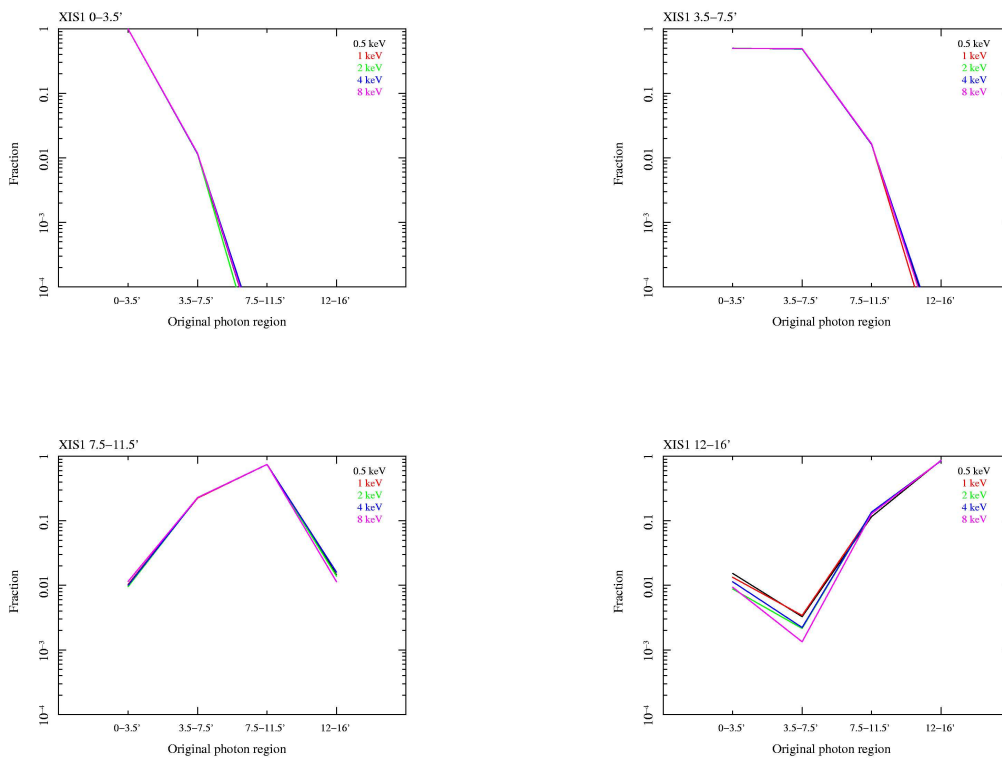 XIS1 0−3.5'
1
0.1
0.01
10⁻³
10⁻⁴
Fraction
0.5 keV
1 keV
2 keV
4 keV
8 keV
0−3.5'
3.5−7.5'
7.5−11.5'
12−16'
Original photon region
XIS1 3.5−7.5'
1
0.1
0.01
10⁻³
10⁻⁴
Fraction
0.5 keV
1 keV
2 keV
4 keV
8 keV
0−3.5'
3.5−7.5'
7.5−11.5'
12−16'
Original photon region
XIS1 7.5−11.5'
1
0.1
0.01
10⁻³
10⁻⁴
Fraction
0.5 keV
1 keV
2 keV
4 keV
8 keV
0−3.5'
3.5−7.5'
7.5−11.5'
12−16'
Original photon region
XIS1 12−16'
1
0.1
0.01
10⁻³
10⁻⁴
Fraction
0.5 keV
1 keV
2 keV
4 keV
8 keV
0−3.5'
3.5−7.5'
7.5−11.5'
12−16'
Original photon region